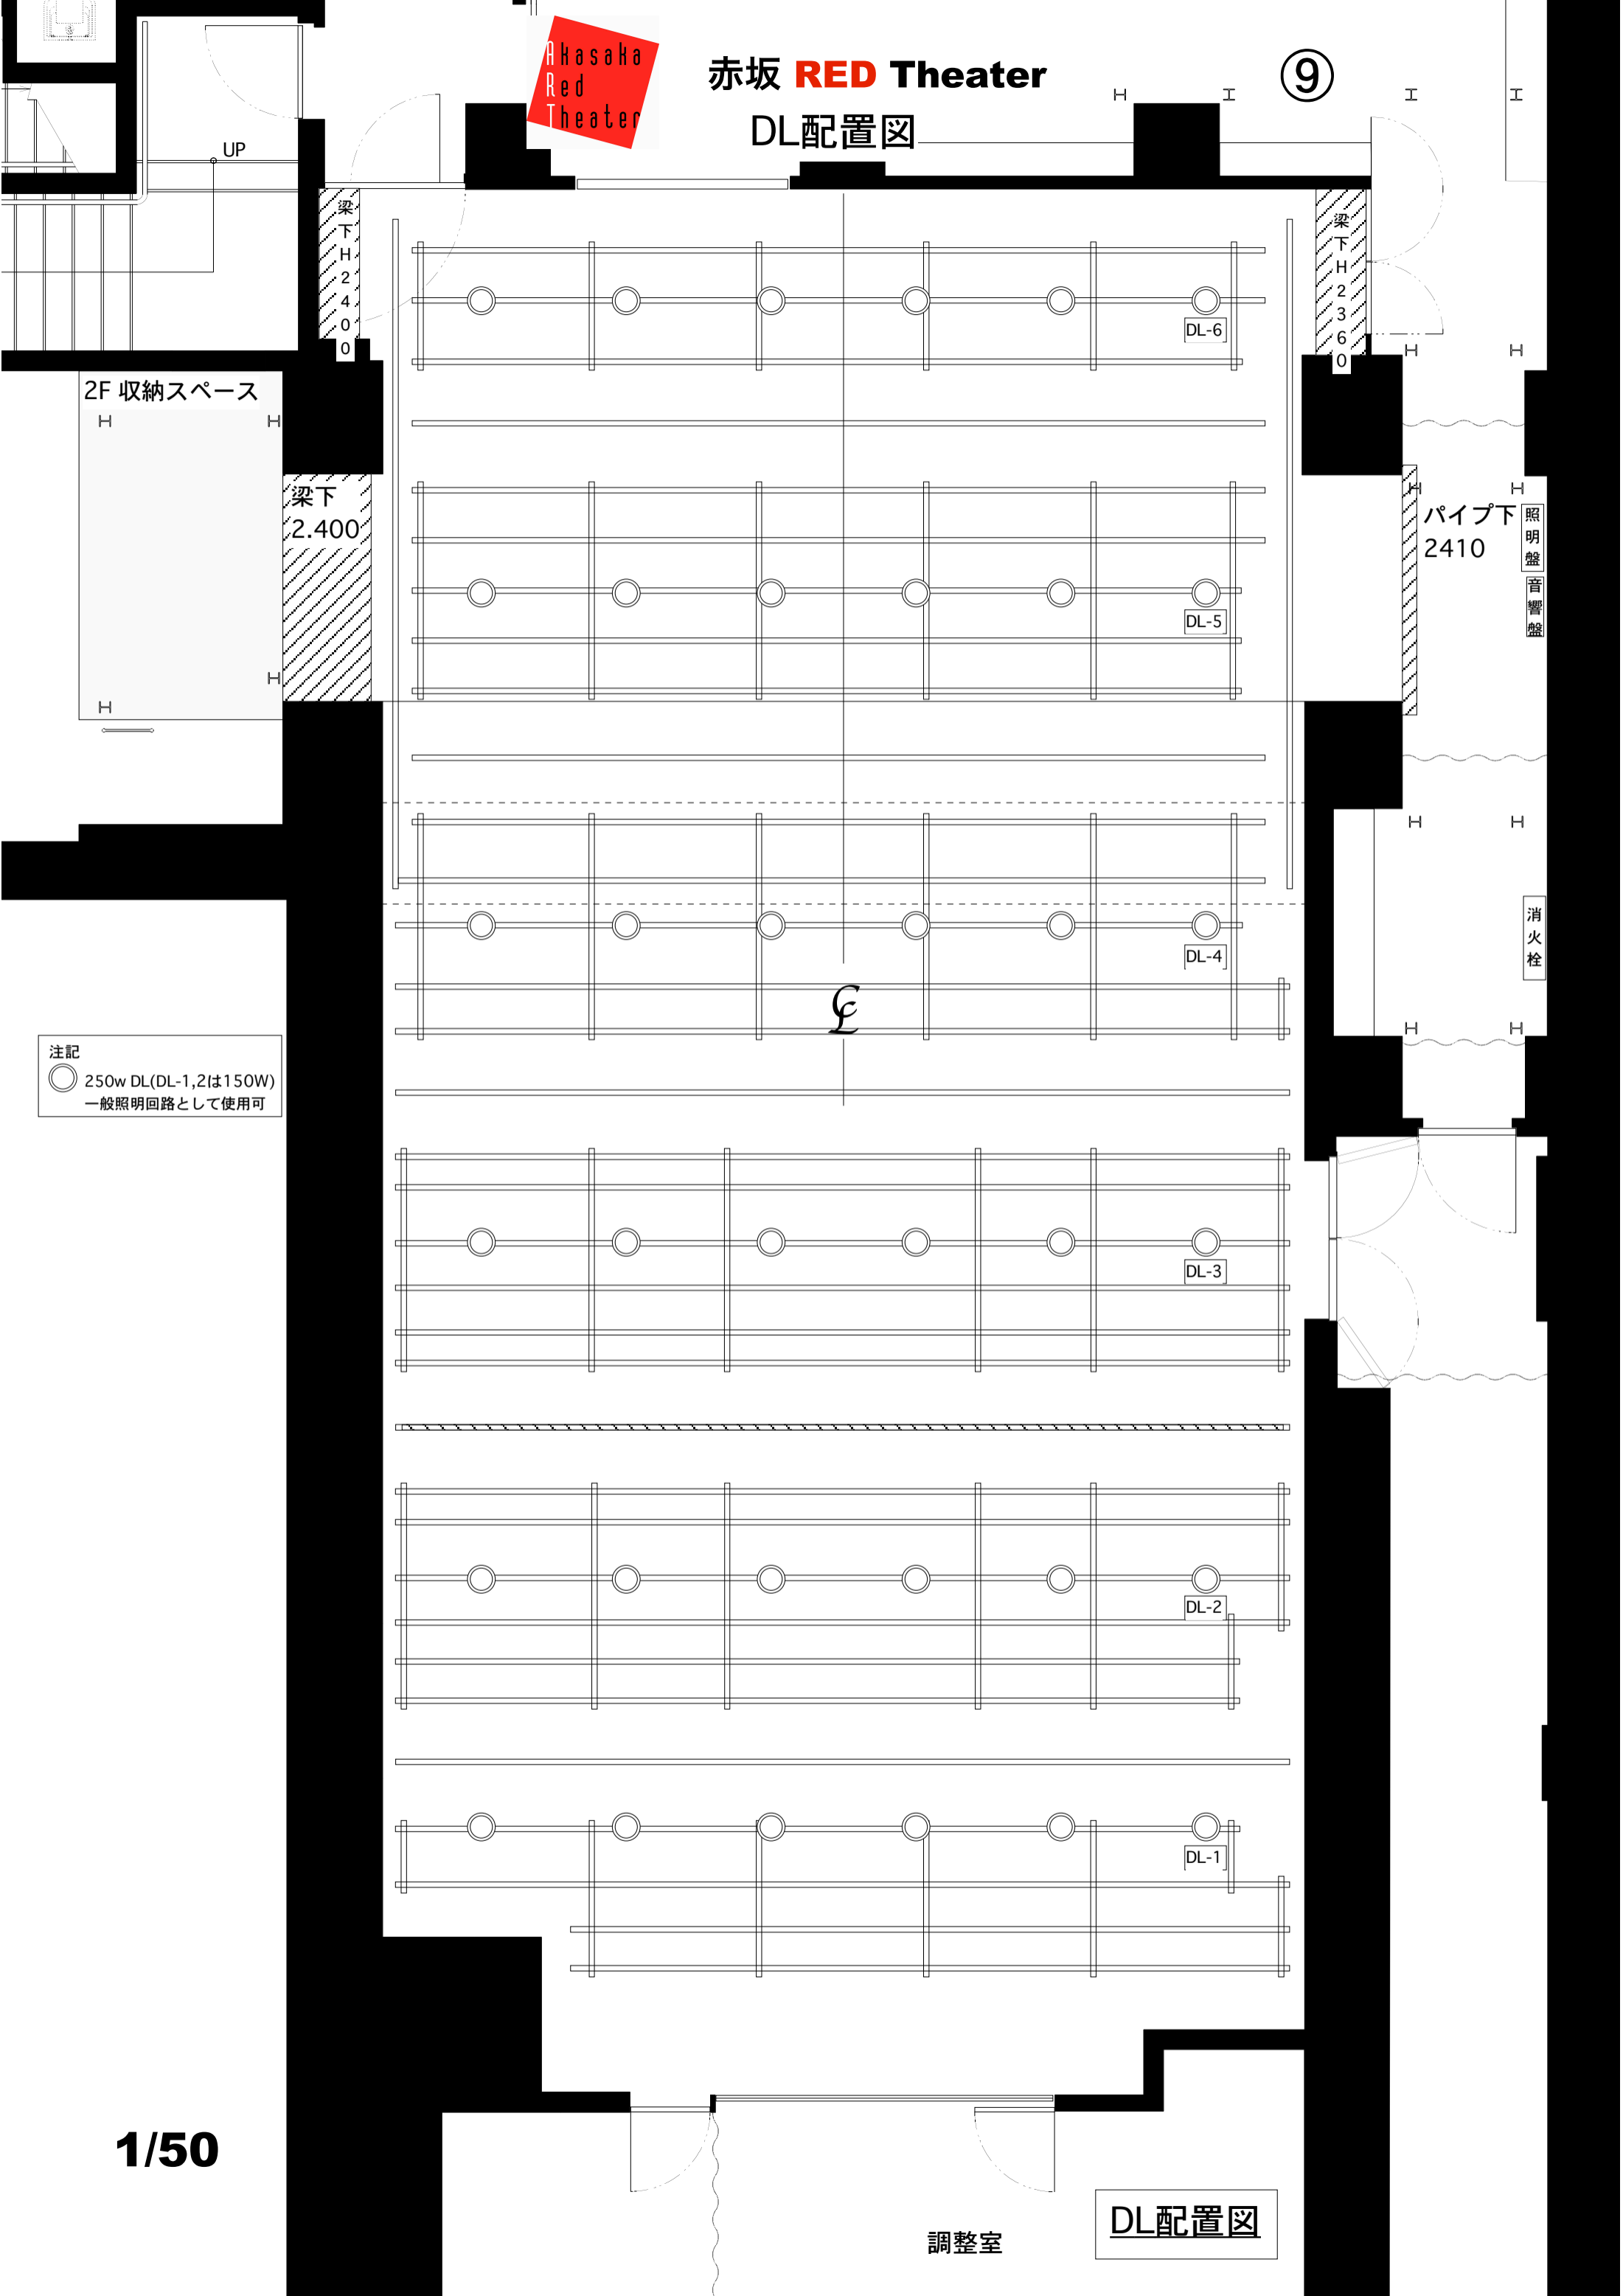 Akasaka
Red
Theater
赤坂 RED Theater
⑨
DL配置図
UP
梁下H2400
梁下H2360
DL-6
2F 収納スペース
梁下
2.400
パイプ下
2410
照明盤
音響盤
DL-5
消火栓
DL-4
℄
注記
250w DL(DL-1,2は150W)
一般照明回路として使用可
DL-3
DL-2
DL-1
1/50
DL配置図
調整室